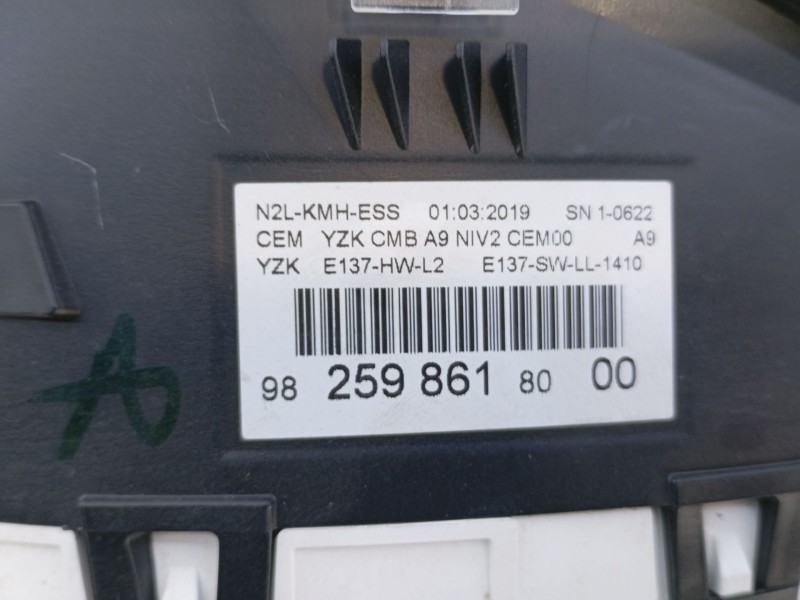 N2L-KMH-ESS 01:03:2019 SN 1-0622
CEM YZK CMB A9 NIV2 CEM00 A9
YZK E137-HW-L2 E137-SW-LL-1410
98 259 861 80 00